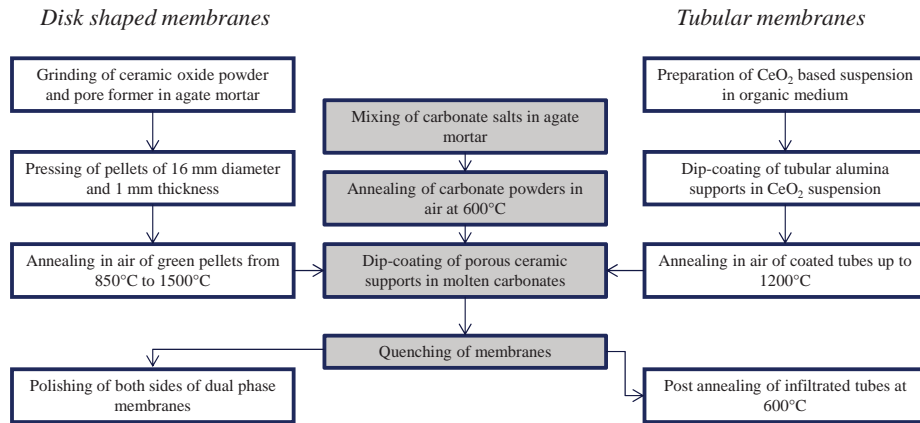 Disk shaped membranes
Tubular membranes
Grinding of ceramic oxide powder
and pore former in agate mortar
Pressing of pellets of 16 mm diameter
and 1 mm thickness
Annealing in air of green pellets from
850°C to 1500°C
Mixing of carbonate salts in agate
mortar
Annealing of carbonate powders in
air at 600°C
Dip-coating of porous ceramic
supports in molten carbonates
Quenching of membranes
Preparation of CeO₂ based suspension
in organic medium
Dip-coating of tubular alumina
supports in CeO₂ suspension
Annealing in air of coated tubes up to
1200°C
Polishing of both sides of dual phase
membranes
Post annealing of infiltrated tubes at
600°C